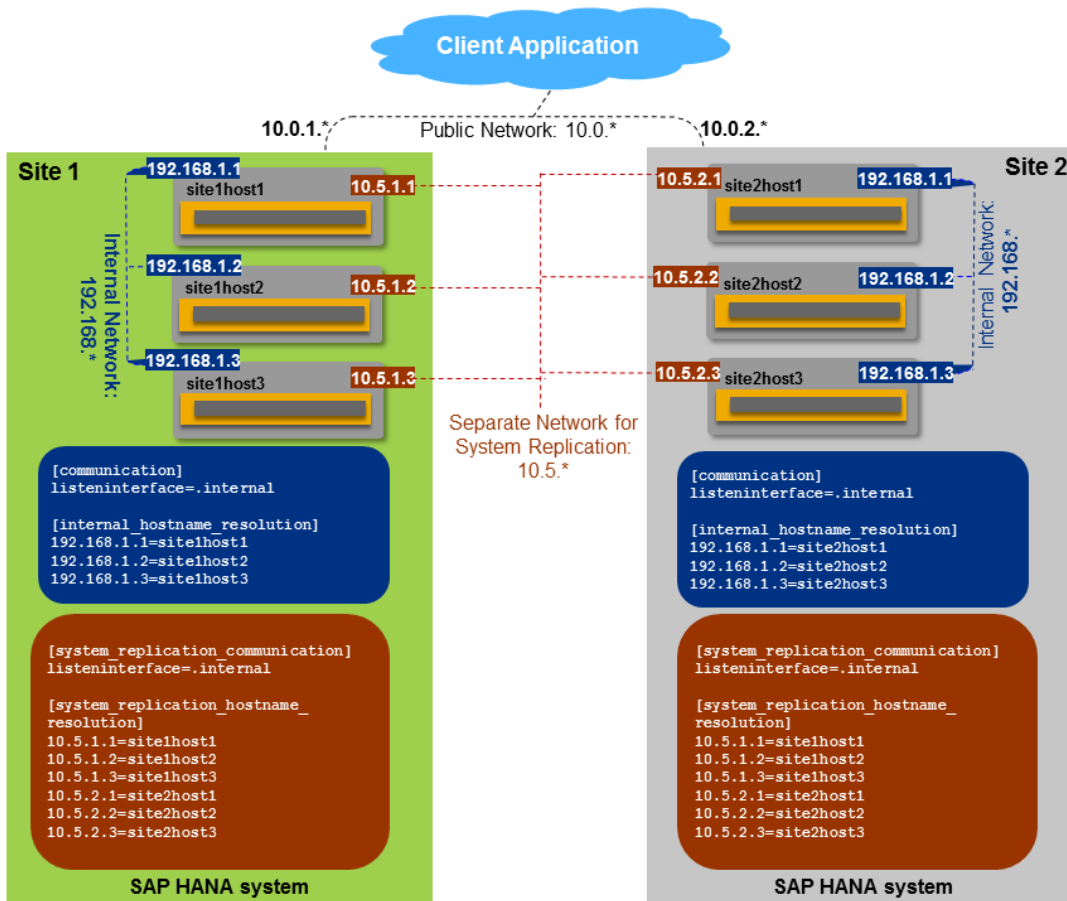 Client Application
10.0.1.*
Public Network: 10.0.*
10.0.2.*
Site 1
192.168.1.1
site1host1
10.5.1.1
192.168.1.2
site1host2
10.5.1.2
192.168.1.3
site1host3
10.5.1.3
Internal Network:
192.168.*
[communication]
listeninterface=.internal
[internal_hostname_resolution]
192.168.1.1=site1host1
192.168.1.2=site1host2
192.168.1.3=site1host3
[system_replication_communication]
listeninterface=.internal
[system_replication_hostname_
resolution]
10.5.1.1=site1host1
10.5.1.2=site1host2
10.5.1.3=site1host3
10.5.2.1=site2host1
10.5.2.2=site2host2
10.5.2.3=site2host3
SAP HANA system
Separate Network for
System Replication:
10.5.*
Site 2
10.5.2.1
site2host1
192.168.1.1
10.5.2.2
site2host2
192.168.1.2
10.5.2.3
site2host3
192.168.1.3
Internal Network:
192.168.*
[communication]
listeninterface=.internal
[internal_hostname_resolution]
192.168.1.1=site2host1
192.168.1.2=site2host2
192.168.1.3=site2host3
[system_replication_communication]
listeninterface=.internal
[system_replication_hostname_
resolution]
10.5.1.1=site1host1
10.5.1.2=site1host2
10.5.1.3=site1host3
10.5.2.1=site2host1
10.5.2.2=site2host2
10.5.2.3=site2host3
SAP HANA system